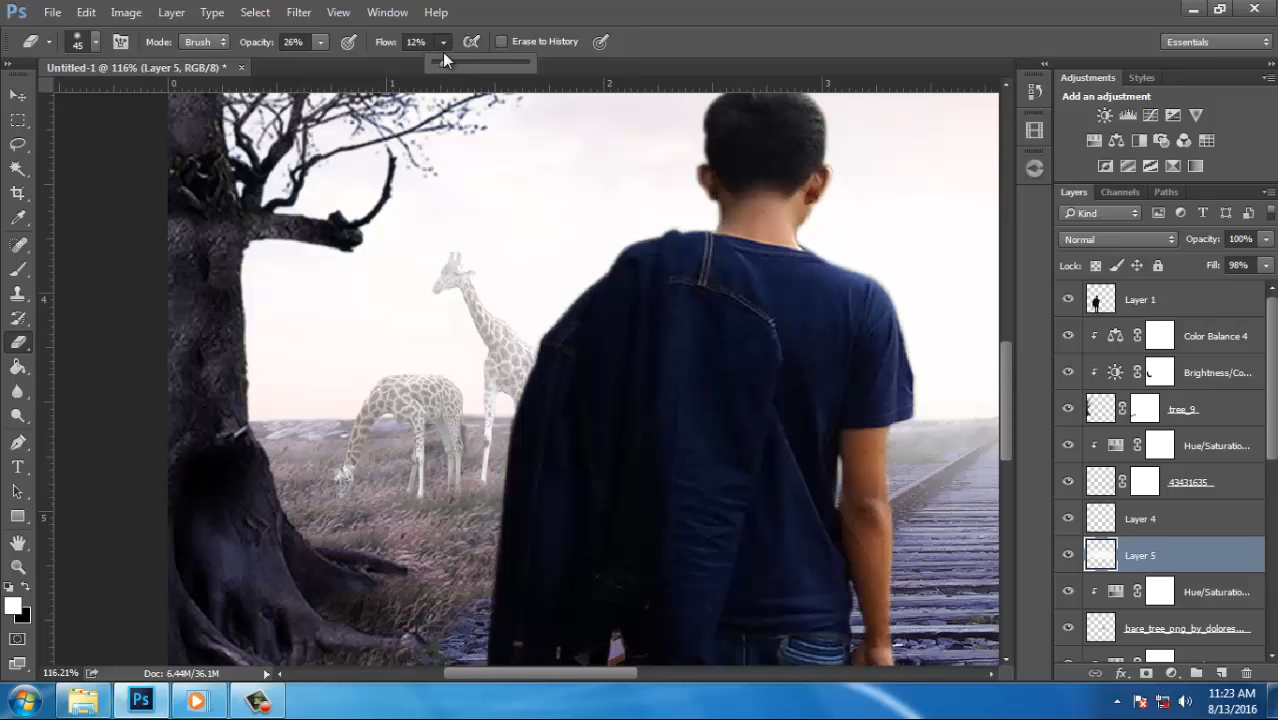 Ps File Edit Image Layer Type Select Filter View Window Help
45 Mode: Brush Opacity: 26% Flow: 12% Erase to History Essentials
Untitled-1 @ 116% (Layer 5, RGB/8) *
0 1 2 3
4
5
Adjustments Styles
Add an adjustment
Layers Channels Paths
Kind
Normal Opacity: 100%
Lock: Fill: 98%
Layer 1
Color Balance 4
Brightness/Co...
tree_9
Hue/Saturatio...
43431635
Layer 4
Layer 5
Hue/Saturatio...
bare_tree_png_by_dolores...
116.21% Doc: 6.44M/36.1M
Ps
11:23 AM
8/13/2016